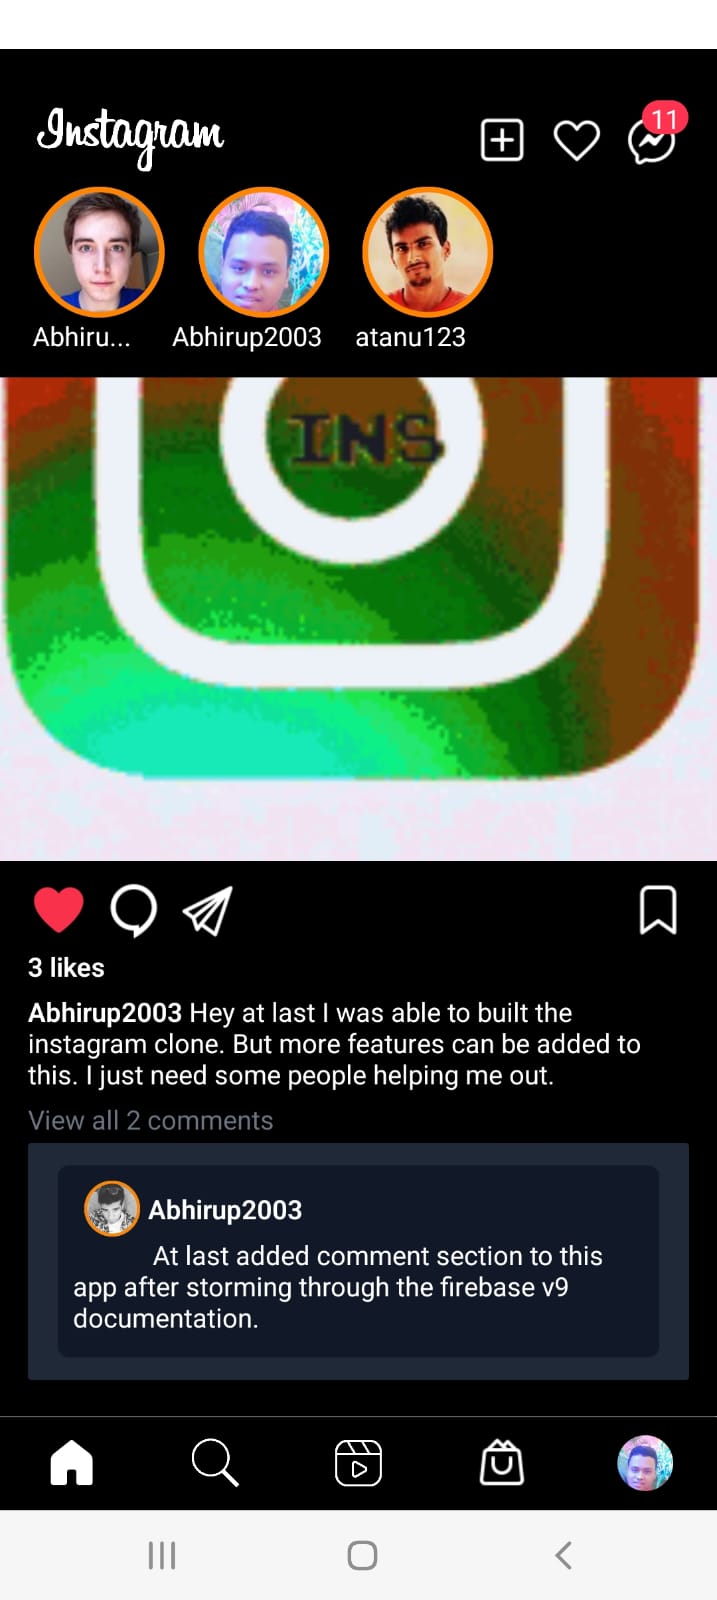 Instagram
11
Abhiru...
Abhirup2003
atanu123
INS
3 likes
Abhirup2003 Hey at last I was able to built the
instagram clone. But more features can be added to
this. I just need some people helping me out.
View all 2 comments
Abhirup2003
At last added comment section to this
app after storming through the firebase v9
documentation.